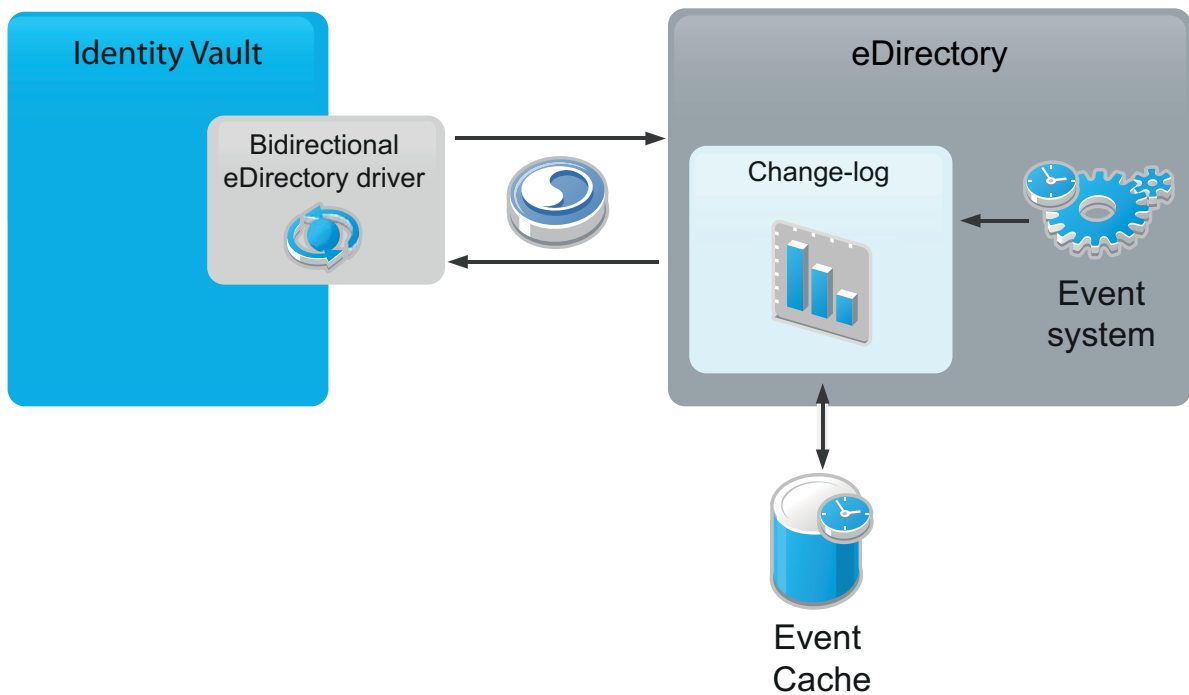 Identity Vault
eDirectory
Bidirectional
eDirectory driver
Change-log
Event
system
Event
Cache